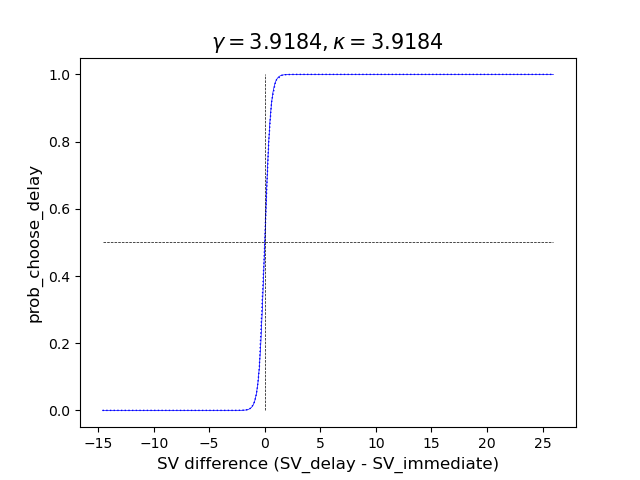 γ = 3.9184, κ = 3.9184
1.0
0.8
0.6
0.4
0.2
0.0
prob_choose_delay
−15 −10 −5 0 5 10 15 20 25
SV difference (SV_delay - SV_immediate)